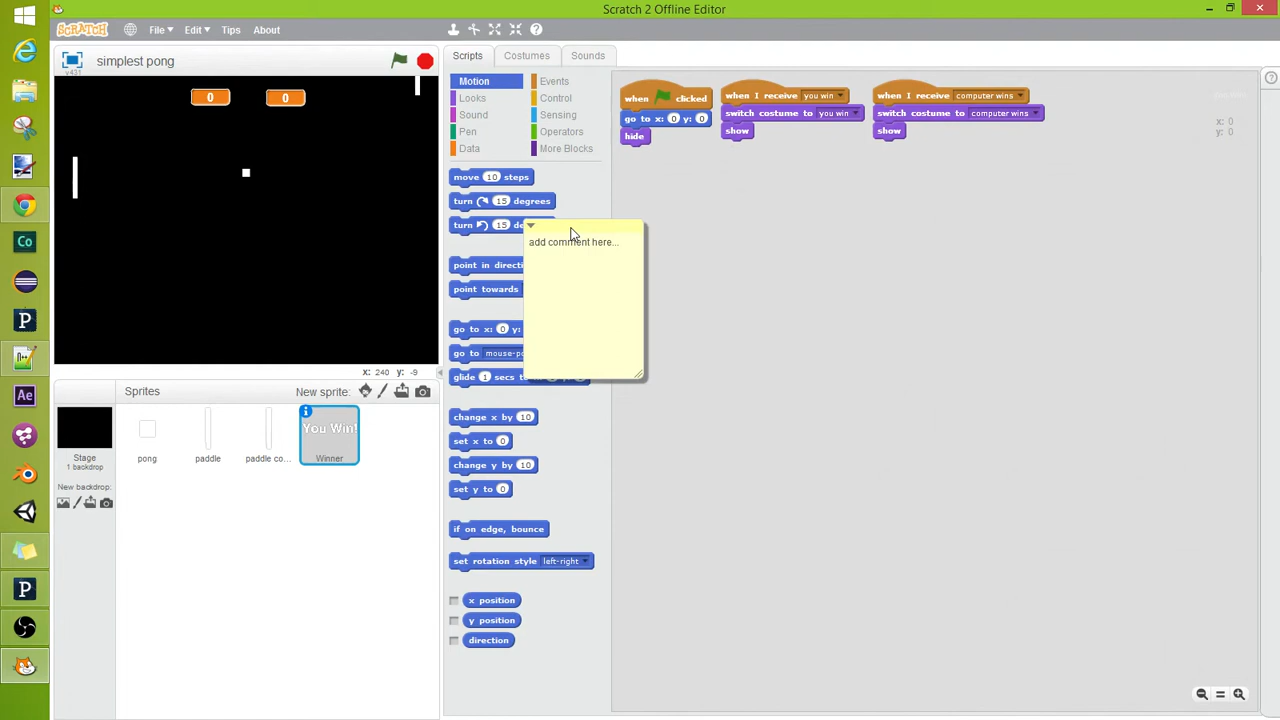 Scratch 2 Offline Editor
SCRATCH File Edit Tips About
simplest pong
v431
0 0
x: 240 y: -9
Sprites New sprite:
Stage
1 backdrop
New backdrop:
pong
paddle
paddle co...
You Win!
Winner
Scripts Costumes Sounds
Motion Events
Looks Control
Sound Sensing
Pen Operators
Data More Blocks
move 10 steps
turn 15 degrees
turn 15 de
point in directi
point towards
go to x: 0 y:
go to mouse-po
glide 1 secs t
change x by 10
set x to 0
change y by 10
set y to 0
if on edge, bounce
set rotation style left-right
x position
y position
direction
add comment here...
when clicked
go to x: 0 y: 0
hide
when I receive you win
switch costume to you win
show
when I receive computer wins
switch costume to computer wins
show
x: 0
y: 0
Co
P
Ae
P